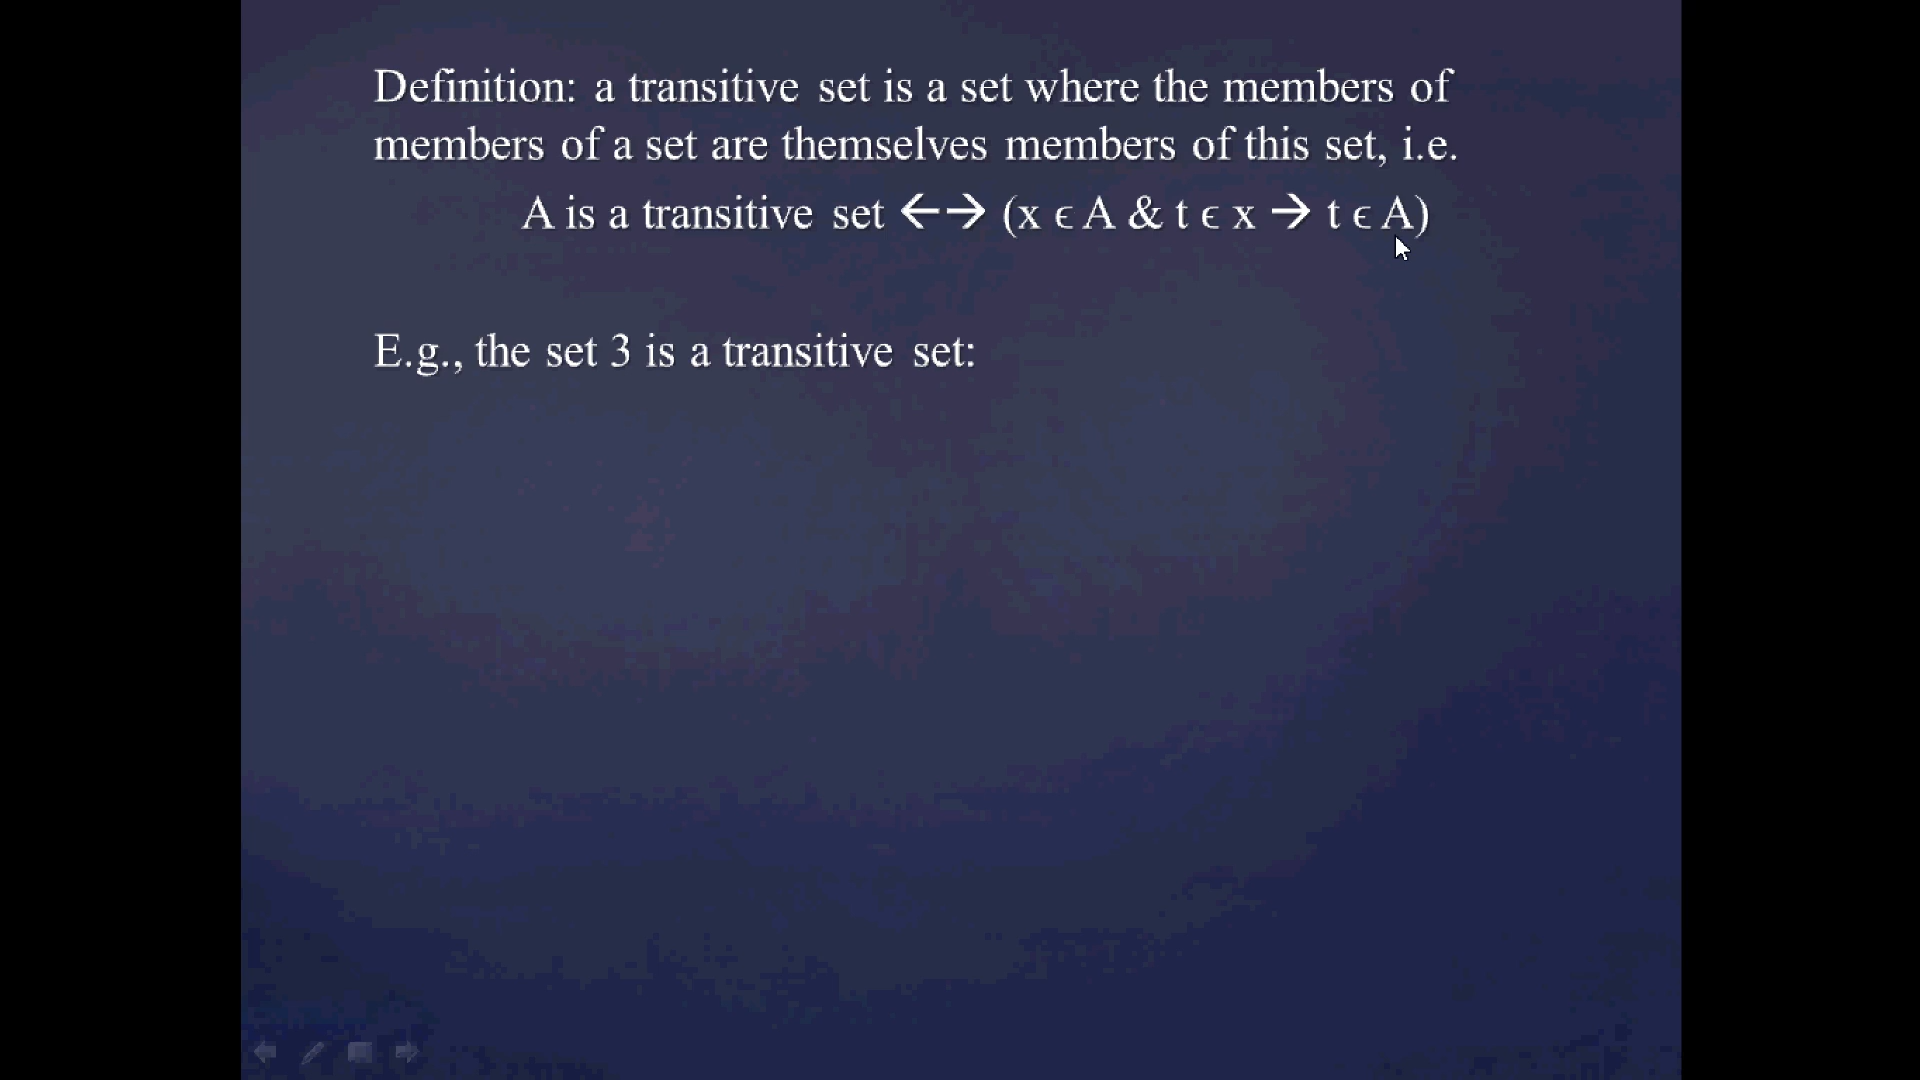 Definition: a transitive set is a set where the members of
members of a set are themselves members of this set, i.e.
A is a transitive set ←→ (x ϵ A & t ϵ x → t ϵ A)
E.g., the set 3 is a transitive set: